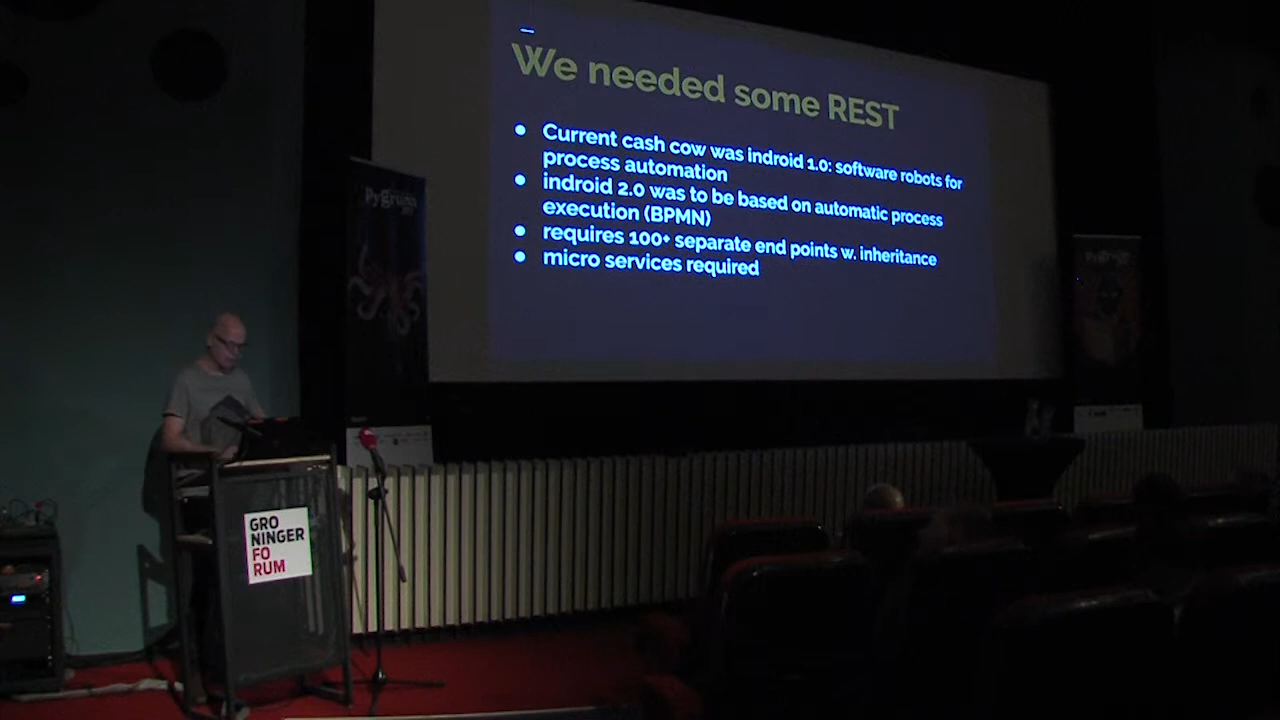 We needed some REST
● Current cash cow was indroid 1.0: software robots for
process automation
● indroid 2.0 was to be based on automatic process
execution (BPMN)
● requires 100+ separate end points w. inheritance
● micro services required
Pygrunn
GRO
NINGER
FO
RUM